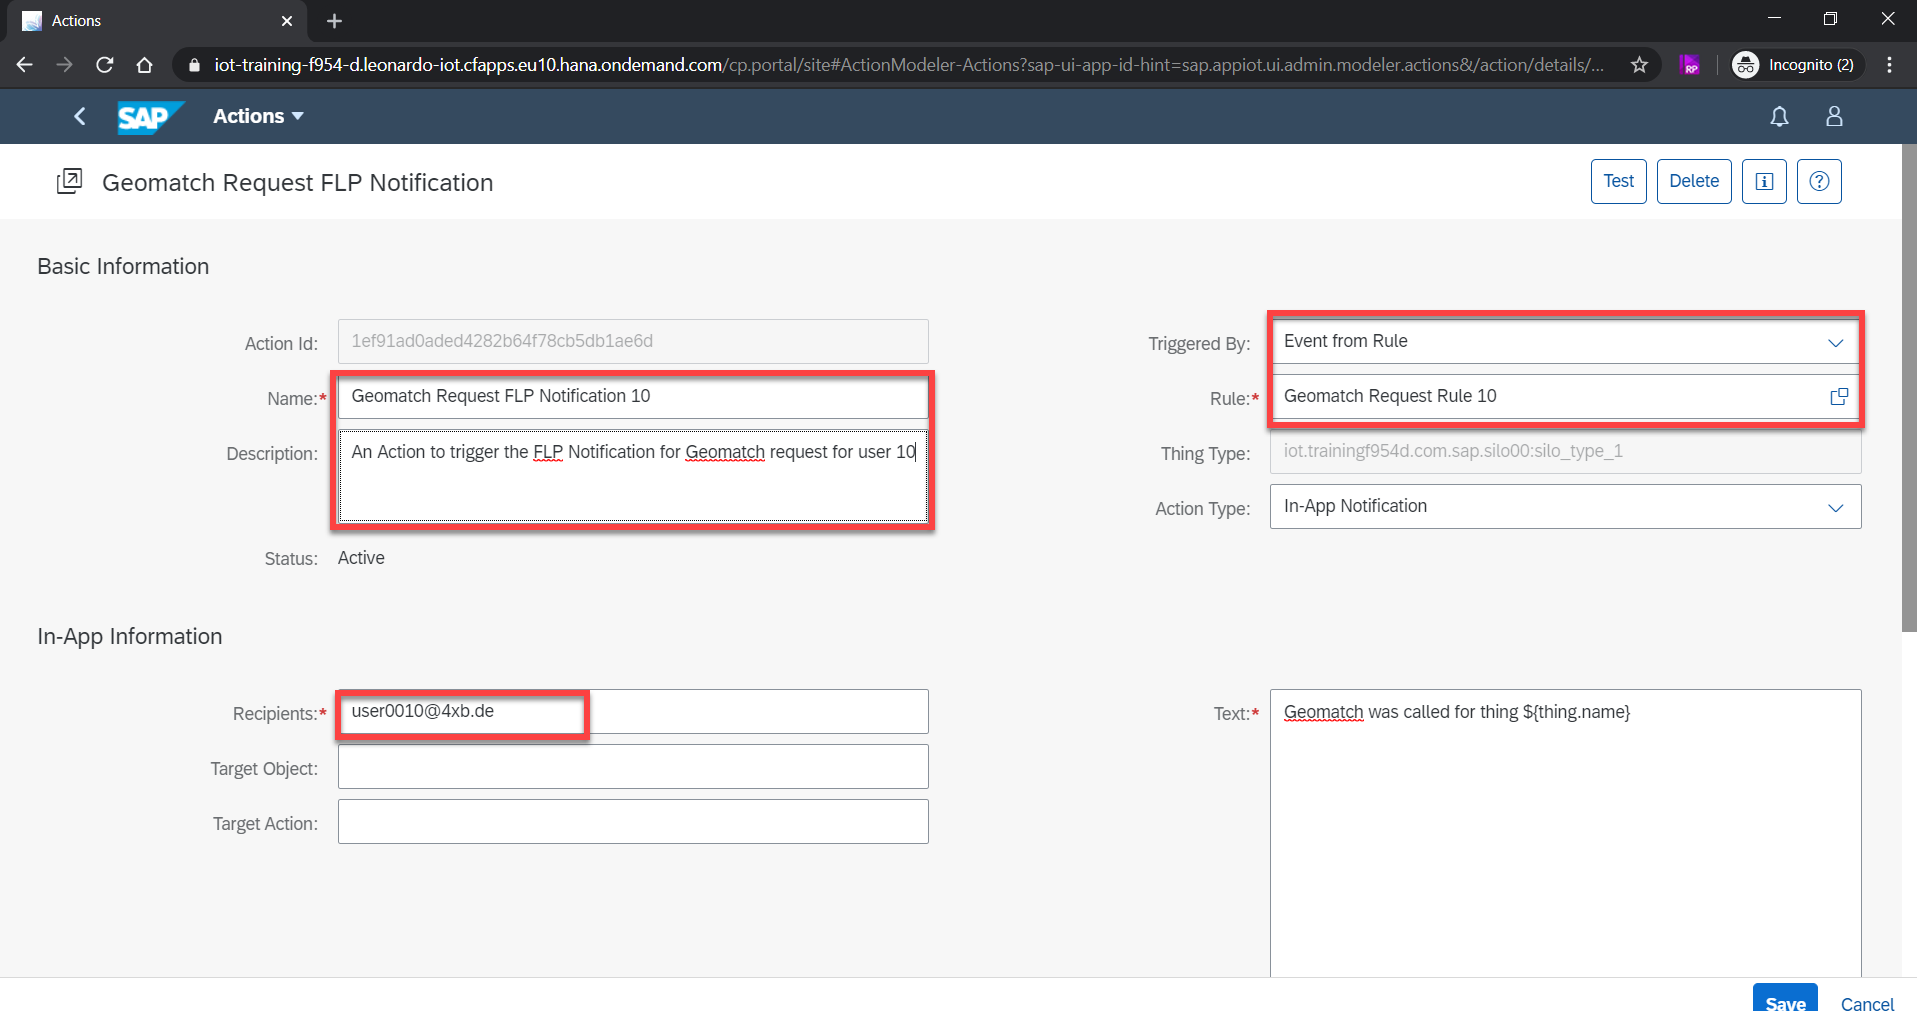 Actions
iot-training-f954-d.leonardo-iot.cfapps.eu10.hana.ondemand.com/cp.portal/site#ActionModeler-Actions?sap-ui-app-id-hint=sap.appiot.ui.admin.modeler.actions&/action/details/...
RP
Incognito (2)
SAP Actions
Geomatch Request FLP Notification
Test Delete
Basic Information
Action Id: 1ef91ad0aded4282b64f78cb5db1ae6d
Triggered By: Event from Rule
Name:* Geomatch Request FLP Notification 10
Rule:* Geomatch Request Rule 10
Description: An Action to trigger the FLP Notification for Geomatch request for user 10
Thing Type: iot.trainingf954d.com.sap.silo00:silo_type_1
Action Type: In-App Notification
Status: Active
In-App Information
Recipients:* user0010@4xb.de
Text:* Geomatch was called for thing ${thing.name}
Target Object:
Target Action:
Save Cancel